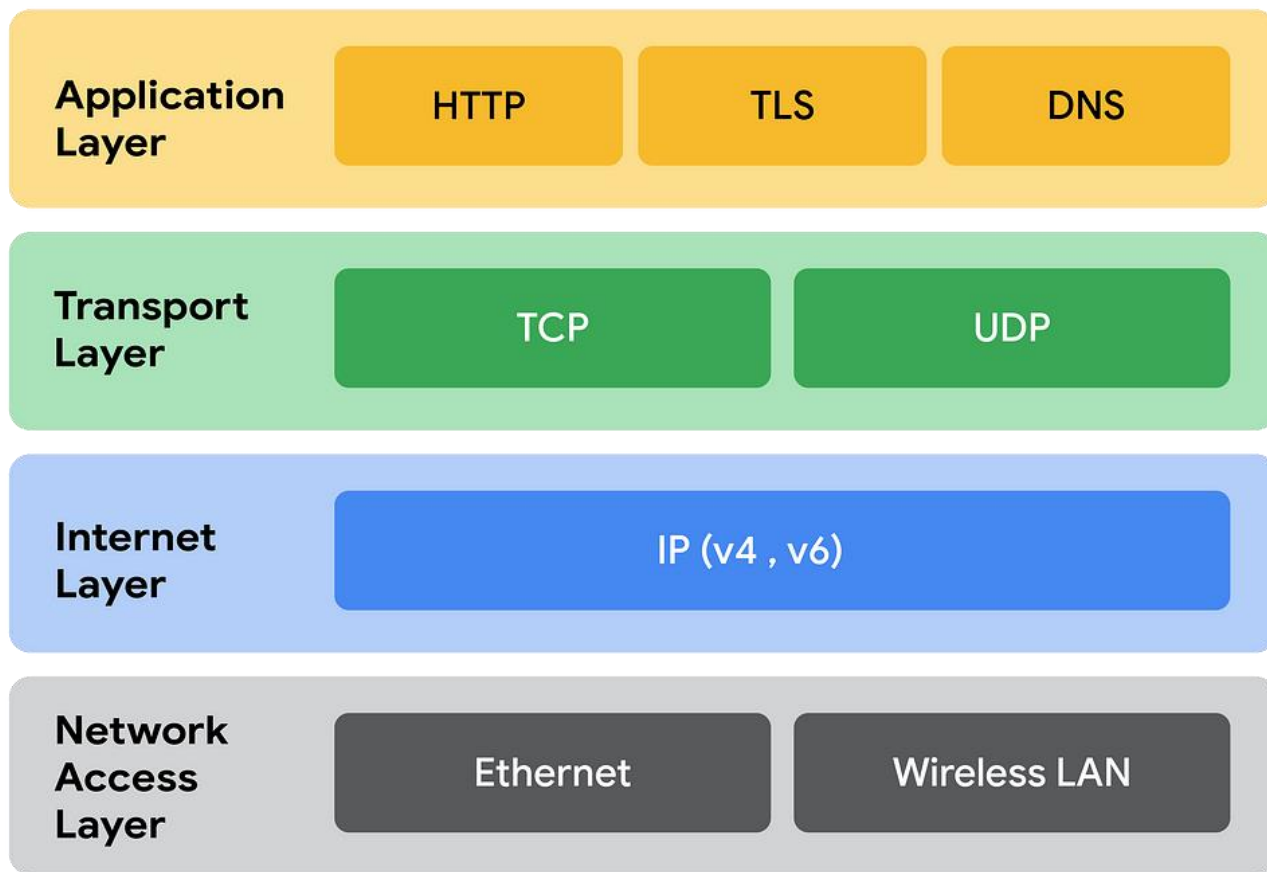 Application
Layer
HTTP
TLS
DNS
Transport
Layer
TCP
UDP
Internet
Layer
IP (v4 , v6)
Network
Access
Layer
Ethernet
Wireless LAN